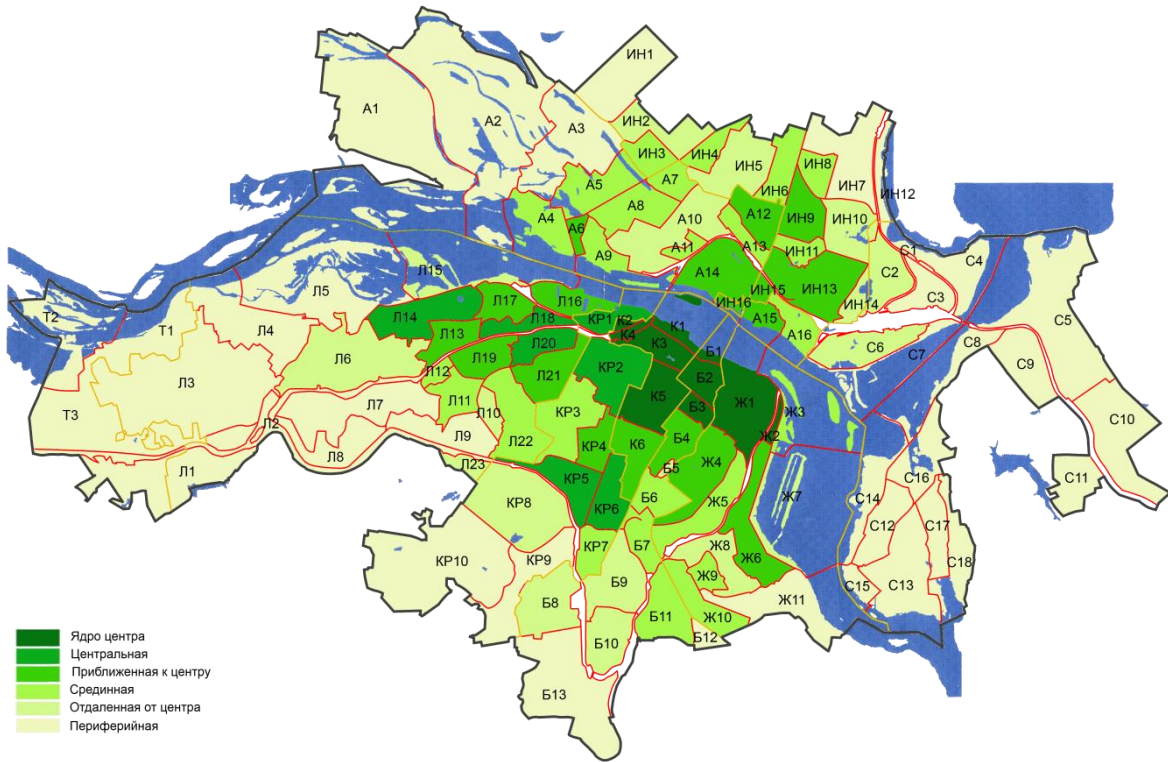 ИН1
А1
А2
А3
ИН2
ИН3
ИН4
ИН5
ИН6
ИН8
ИН7
ИН12
А5
А7
А4
А6
А8
А9
А10
А11
А12
А13
ИН9
ИН10
ИН11
С1
С2
С4
С3
С5
Л15
Л5
Т2
Т1
Л4
Л3
Л6
Т3
Л14
Л17
Л16
Л13
Л18
КР1
К2
К4
К1
К3
А14
ИН15
ИН13
ИН14
ИН16
А15
А16
С6
С7
С8
С9
С10
С11
Л20
Л19
Л12
Л21
Л11
Л10
Л7
Л2
Л8
Л9
Л1
Л22
Л23
КР2
КР3
КР4
К5
К6
Б1
Б2
Б3
Б4
Б5
Б6
Ж1
Ж2
Ж3
Ж4
Ж5
Ж7
КР5
КР6
КР8
КР7
КР9
КР10
Б7
Б8
Б9
Б10
Б11
Б12
Б13
Ж8
Ж9
Ж6
Ж10
Ж11
С14
С16
С12
С17
С15
С13
С18
Ядро центра
Центральная
Приближенная к центру
Срединная
Отдаленная от центра
Периферийная